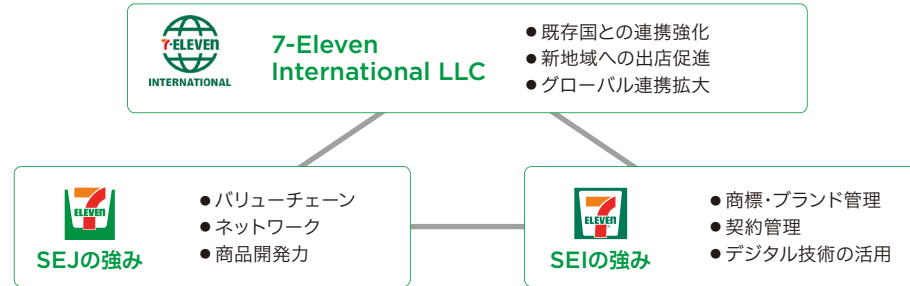 7-ELEVEN
INTERNATIONAL
7-Eleven
International LLC
●既存国との連携強化
●新地域への出店促進
●グローバル連携拡大
ELEVEN
SEJの強み
●バリューチェーン
●ネットワーク
●商品開発力
ELEVEN
SEIの強み
●商標・ブランド管理
●契約管理
●デジタル技術の活用